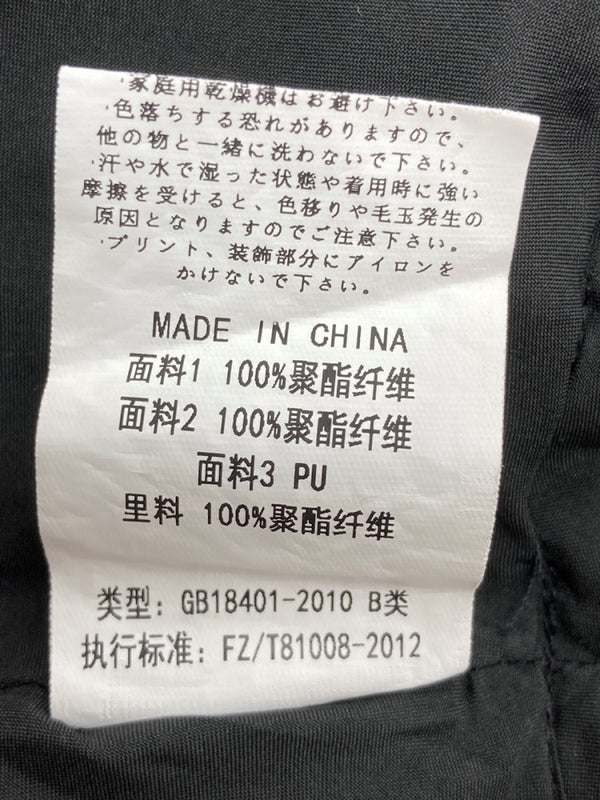 ・家庭用乾燥機はお避け下さい。
・色落ちする恐れがありますので、
他の物と一緒に洗わないで下さい。
・汗や水で湿った状態や着用時に強い
摩擦を受けると、色移りや毛玉発生の
原因となりますのでご注意下さい。
・プリント、装飾部分にアイロンを
かけないで下さい。
MADE IN CHINA
面料1 100%聚酯纤维
面料2 100%聚酯纤维
面料3 PU
里料 100%聚酯纤维
类型: GB18401-2010 B类
执行标准: FZ/T81008-2012